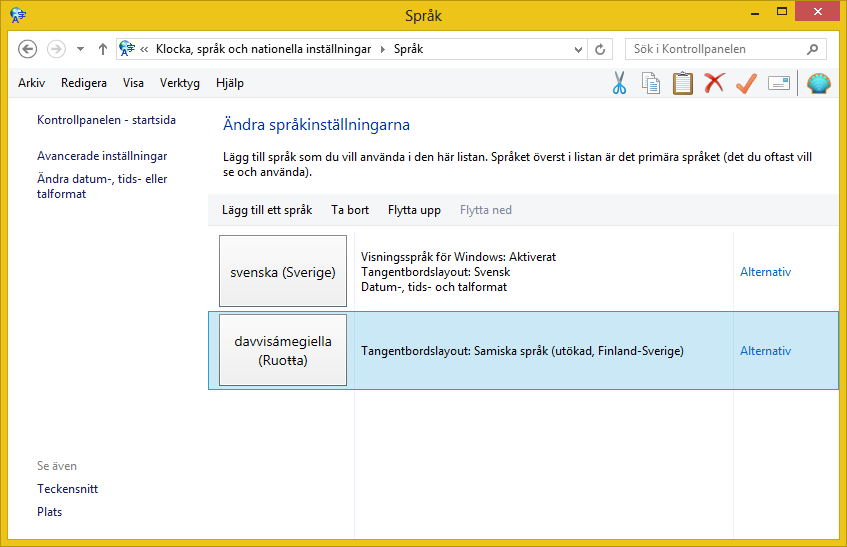 Språk
« Klocka, språk och nationella inställningar Språk
Sök i Kontrollpanelen
Arkiv Redigera Visa Verktyg Hjälp
Kontrollpanelen - startsida
Avancerade inställningar
Ändra datum-, tids- eller
talformat
Ändra språkinställningarna
Lägg till språk som du vill använda i den här listan. Språket överst i listan är det primära språket (det du oftast vill
se och använda).
Lägg till ett språk Ta bort Flytta upp Flytta ned
svenska (Sverige)
Visningsspråk för Windows: Aktiverat
Tangentbordslayout: Svensk
Datum-, tids- och talformat
Alternativ
davvisámegiella
(Ruoŧŧa)
Tangentbordslayout: Samiska språk (utökad, Finland-Sverige)
Alternativ
Se även
Teckensnitt
Plats